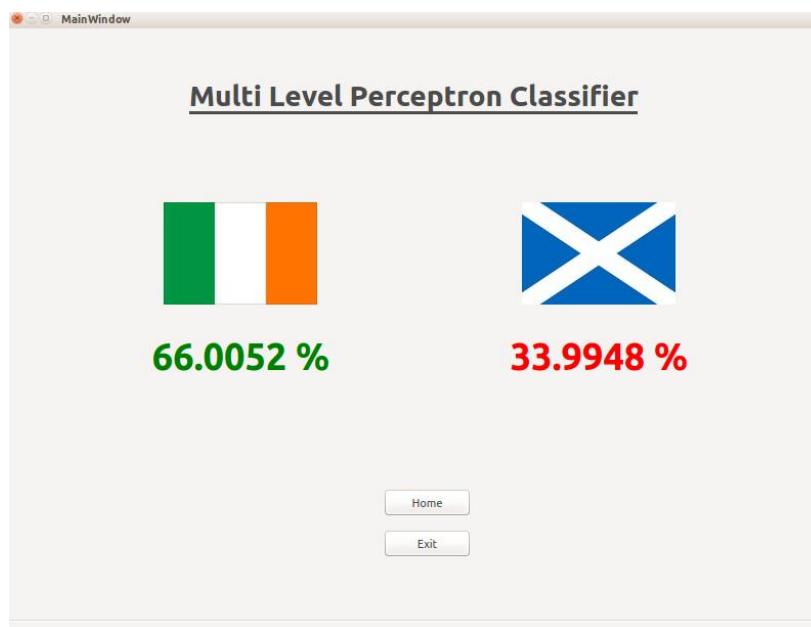 MainWindow
Multi Level Perceptron Classifier
66.0052 %
33.9948 %
Home
Exit